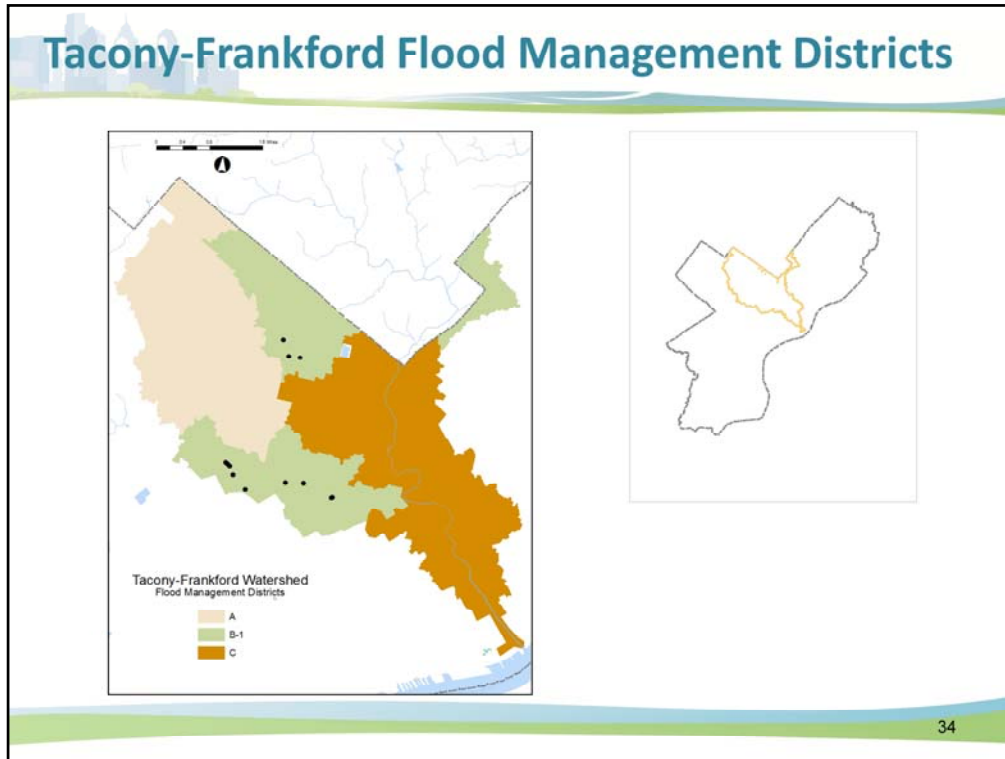 Tacony-Frankford Flood Management Districts
Tacony-Frankford Watershed
Flood Management Districts
A
B-1
C
34